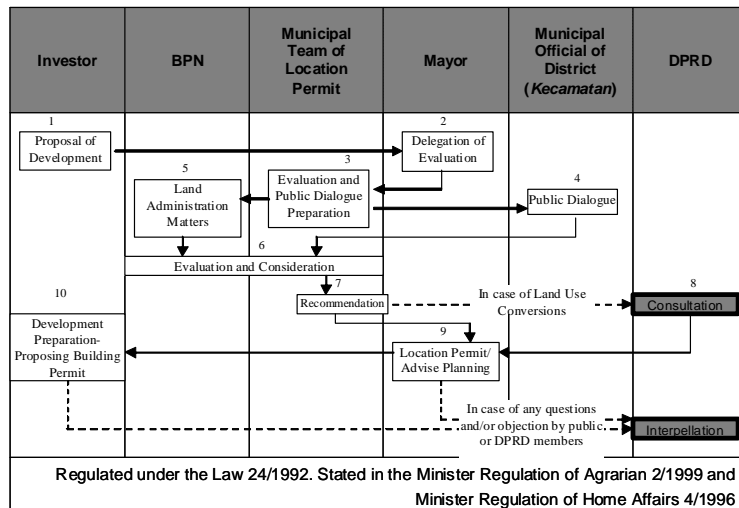 Investor
BPN
Municipal
Team of
Location
Permit
Mayor
Municipal
Official of
District
(Kecamatan)
DPRD
1
Proposal of
Development
2
Delegation of
Evaluation
3
Evaluation and
Public Dialogue
Preparation
4
Public Dialogue
5
Land
Administration
Matters
6
Evaluation and Consideration
7
Recommendation
In case of Land Use
Conversions
8
Consultation
9
Location Permit/
Advise Planning
10
Development
Preparation-
Proposing Building
Permit
In case of any questions
and/or objection by public
or DPRD members
Interpellation
Regulated under the Law 24/1992. Stated in the Minister Regulation of Agrarian 2/1999 and
Minister Regulation of Home Affairs 4/1996